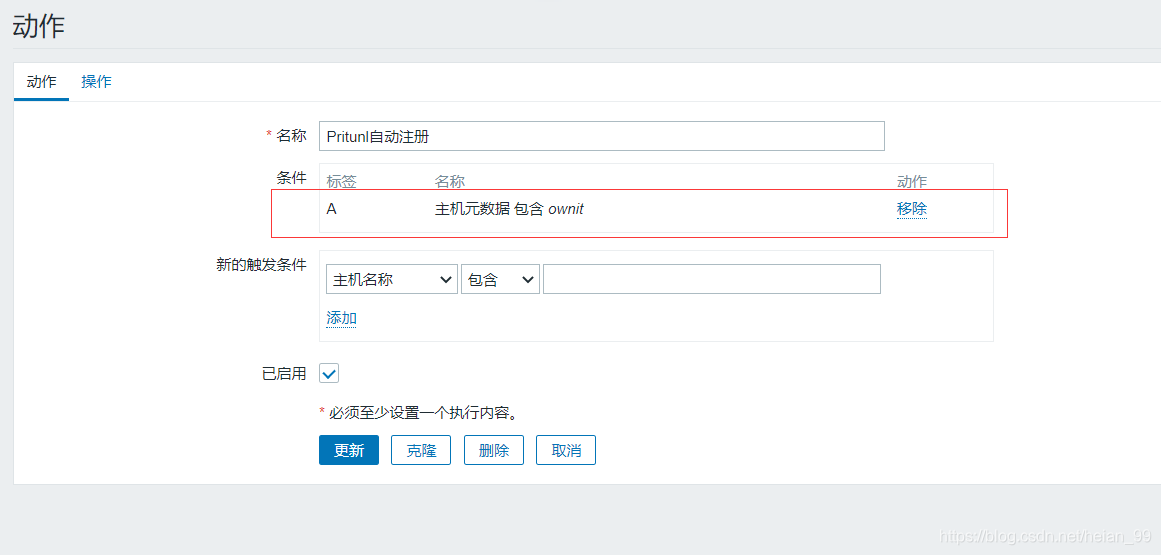 动作
动作 操作
* 名称 Pritunl自动注册
条件 标签 名称 动作
A 主机元数据 包含 ownit 移除
新的触发条件
主机名称 包含
添加
已启用
* 必须至少设置一个执行内容。
更新 克隆 删除 取消
https://blog.csdn.net/heian_99